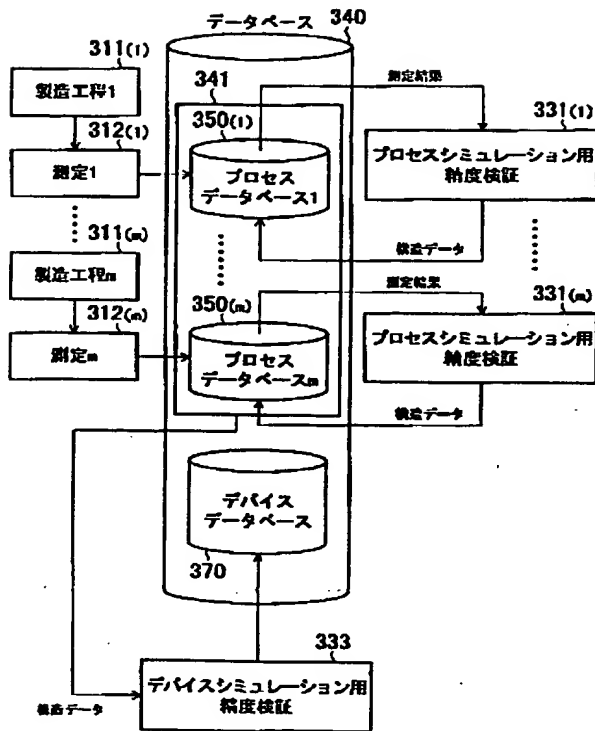 データベース
340
311(1)
製造工程1
312(1)
測定1
311(m)
製造工程m
312(m)
測定m
341
350(1)
プロセス
データベース1
350(m)
プロセス
データベースm
測定結果
331(1)
プロセスシミュレーション用
精度検証
構造データ
測定結果
331(m)
プロセスシミュレーション用
精度検証
構造データ
デバイス
データベース
370
333
デバイスシミュレーション用
精度検証
構造データ